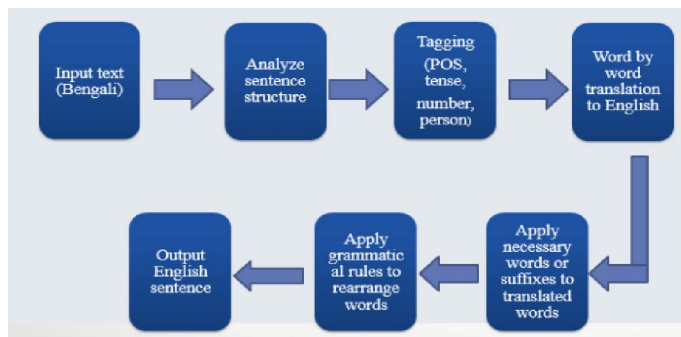 Input text
(Bengali)
Analyze
sentence
structure
Tagging
(POS,
tense,
number,
person)
Word by
word
translation
to English
Apply
necessary
words or
suffixes to
translated
words
Apply
grammatic
al rules to
rearrange
words
Output
English
sentence